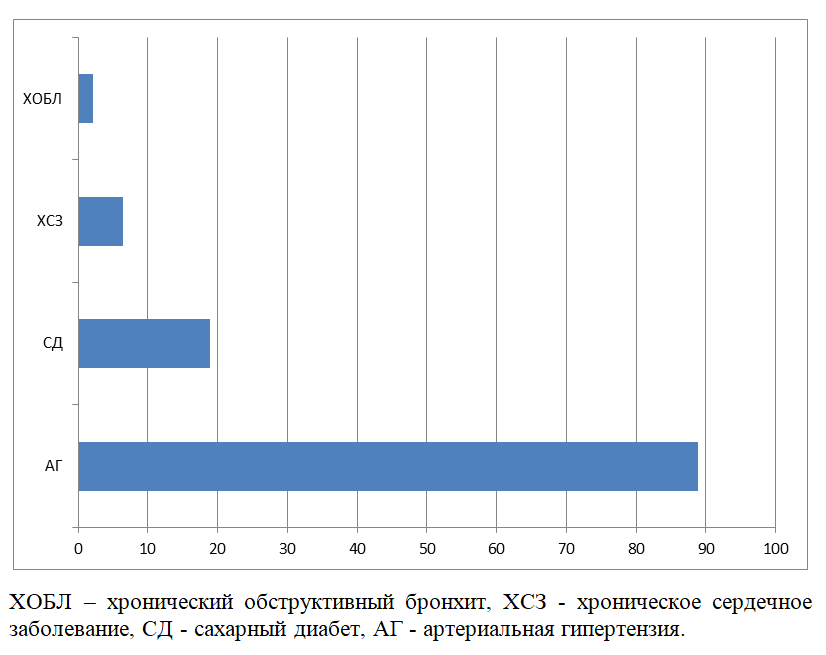 ХОБЛ
ХСЗ
СД
АГ
0 10 20 30 40 50 60 70 80 90 100
ХОБЛ – хронический обструктивный бронхит, ХСЗ - хроническое сердечное
заболевание, СД - сахарный диабет, АГ - артериальная гипертензия.